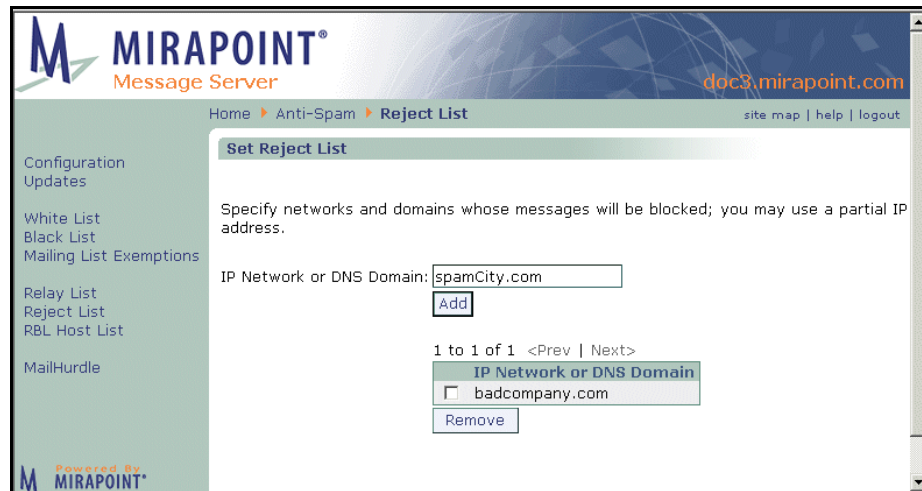 MIRAPOINT®
Message Server
doc3.mirapoint.com
Home Anti-Spam Reject List
site map | help | logout
Configuration
Updates
White List
Black List
Mailing List Exemptions
Relay List
Reject List
RBL Host List
MailHurdle
Powered By
MIRAPOINT®
Set Reject List
Specify networks and domains whose messages will be blocked; you may use a partial IP
address.
IP Network or DNS Domain: spamCity.com
Add
1 to 1 of 1 <Prev | Next>
IP Network or DNS Domain
badcompany.com
Remove